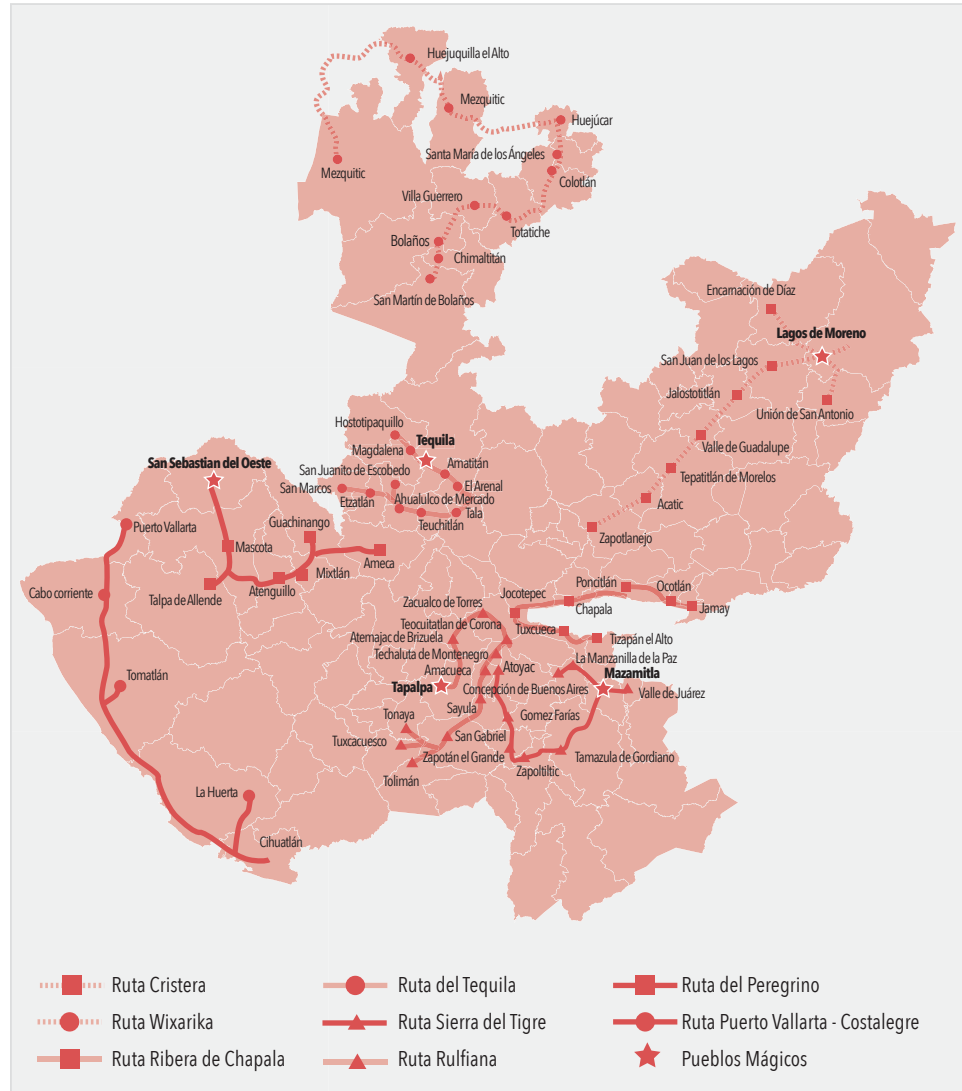 Huejuquilla el Alto
Mezquitic
Huejúcar
Santa María de los Ángeles
Mezquitic
Colotlán
Villa Guerrero
Totatiche
Bolaños
Chimaltitán
San Martín de Bolaños
Encarnación de Díaz
Lagos de Moreno
San Juan de los Lagos
Jalostotitlán
Unión de San Antonio
Hostotipaquillo
Tequila
Magdalena
Valle de Guadalupe
San Sebastian del Oeste
San Juanito de Escobedo
Amatitán
Tepatitlán de Morelos
San Marcos
El Arenal
Etzatlán
Ahualulco de Mercado
Acatic
Tala
Puerto Vallarta
Guachinango
Teuchitlán
Zapotlanejo
Mascota
Ameca
Mixtlán
Talpa de Allende
Atenguillo
Cabo corriente
Poncitlán
Ocotlán
Jocotepec
Zacualco de Torres
Chapala
Jamay
Teocuitatlan de Corona
Tuxcueca
Atemajac de Brizuela
Tizapán el Alto
Techaluta de Montenegro
La Manzanilla de la Paz
Amacueca
Atoyac
Tomatlán
Mazamitla
Tapalpa
Concepción de Buenos Aires
Valle de Juárez
Sayula
Tonaya
Gomez Farías
San Gabriel
Tuxcacuesco
Zapotán el Grande
Zapoltiltic
Tamazula de Gordiano
Tolimán
La Huerta
Cihuatlán
Ruta Cristera
Ruta del Tequila
Ruta del Peregrino
Ruta Wixarika
Ruta Sierra del Tigre
Ruta Puerto Vallarta - Costalegre
Ruta Ribera de Chapala
Ruta Rulfiana
Pueblos Mágicos